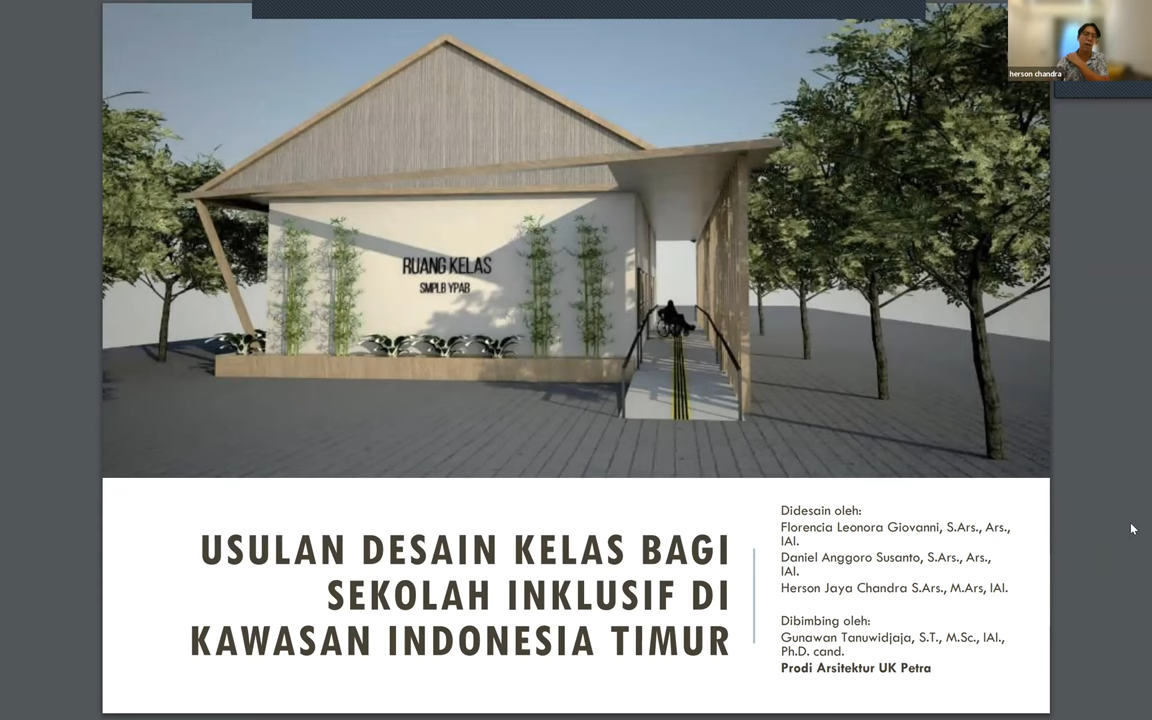 herson chandra
RUANG KELAS
SMPLB YPAB
USULAN DESAIN KELAS BAGI
SEKOLAH INKLUSIF DI
KAWASAN INDONESIA TIMUR
Didesain oleh:
Florencia Leonora Giovanni, S.Ars., Ars.,
IAI.
Daniel Anggoro Susanto, S.Ars., Ars.,
IAI.
Herson Jaya Chandra S.Ars., M.Ars, IAI.
Dibimbing oleh:
Gunawan Tanuwidjaja, S.T., M.Sc., IAI.,
Ph.D. cand.
Prodi Arsitektur UK Petra